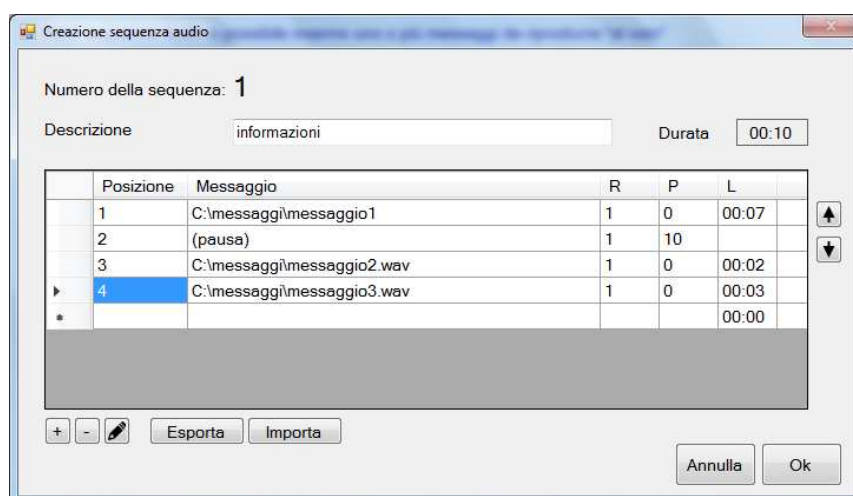 Creazione sequenza audio
Numero della sequenza: 1
Descrizione informazioni Durata 00:10
Posizione Messaggio R P L
1 C:\messaggi\messaggio1 1 0 00:07
2 (pausa) 1 10
3 C:\messaggi\messaggio2.wav 1 0 00:02
4 C:\messaggi\messaggio3.wav 1 0 00:03
* 00:00
+ - Esporta Importa
Annulla Ok